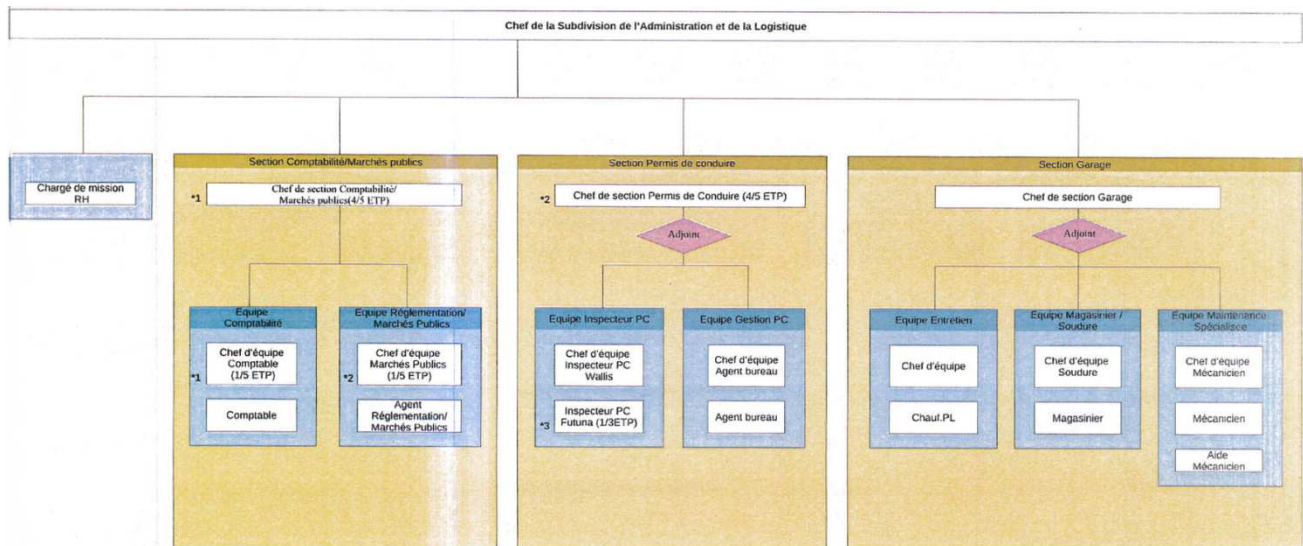 Chef de la Subdivision de l'Administration et de la Logistique
Chargé de mission
RH
Section Comptabilité/Marchés publics
*1
Chef de section Comptabilité/
Marchés publics(4/5 ETP)
Equipe
Comptabilité
*1
Chef d'équipe
Comptable
(1/5 ETP)
Comptable
Equipe Réglementation/
Marchés Publics
*2
Chef d'équipe
Marchés Publics
(1/5 ETP)
Agent
Réglementation/
Marchés Publics
Section Permis de conduire
*2
Chef de section Permis de Conduire (4/5 ETP)
Adjoint
Equipe Inspecteur PC
Chef d'équipe
Inspecteur PC
Wallis
*3
Inspecteur PC
Futuna (1/3ETP)
Equipe Gestion PC
Chef d'équipe
Agent bureau
Agent bureau
Section Garage
Chef de section Garage
Adjoint
Equipe Entretien
Chef d'équipe
Chauf.PL
Equipe Magasinier /
Soudure
Chef d'équipe
Soudure
Magasinier
Equipe Maintenance
Spécialisée
Chef d'équipe
Mécanicien
Mécanicien
Aide
Mécanicien